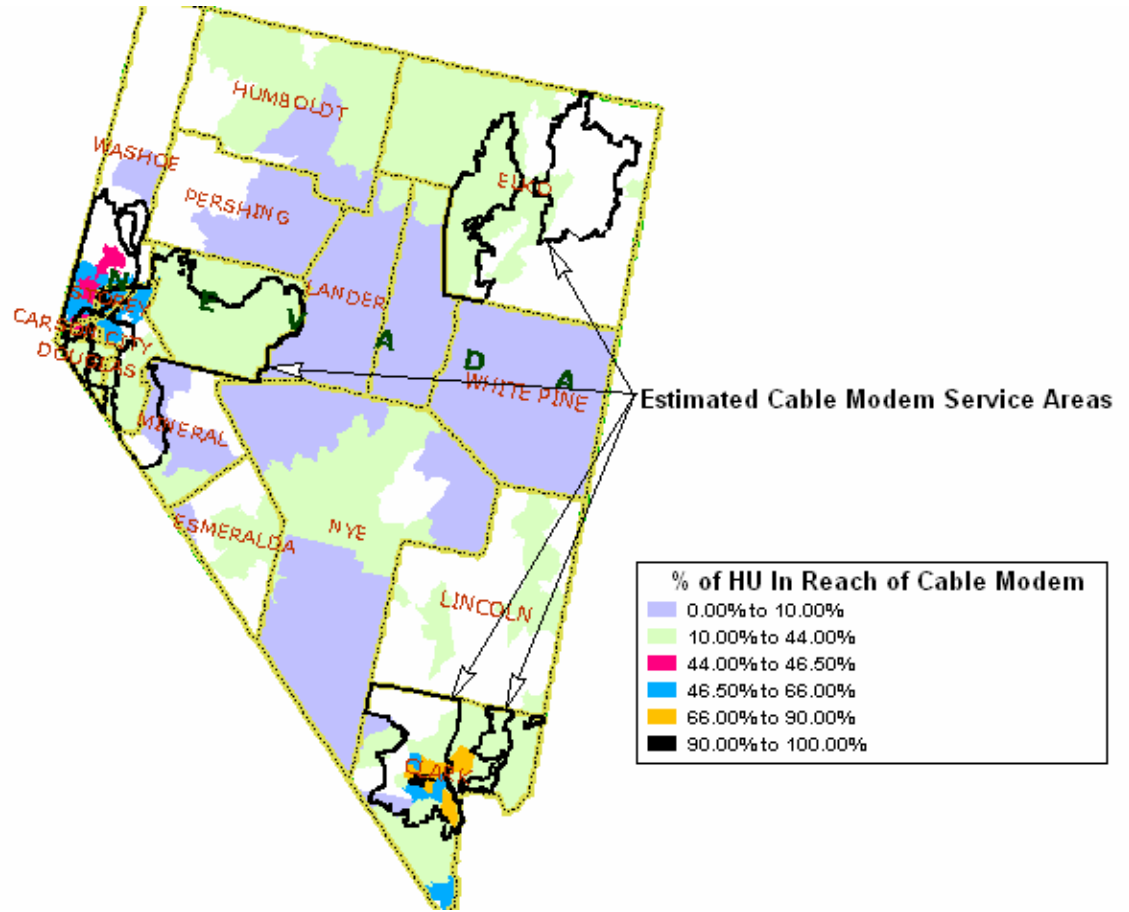 HUMBOLDT
WASHOE
ELKO
PERSHING
LANDER
N E V A D A
STOREY
CARSON CITY
DOUGLAS
WHITE PINE
Estimated Cable Modem Service Areas
MINERAL
ESMERALDA
NYE
LINCOLN
CLARK
% of HU In Reach of Cable Modem
0.00% to 10.00%
10.00% to 44.00%
44.00% to 46.50%
46.50% to 66.00%
66.00% to 90.00%
90.00% to 100.00%